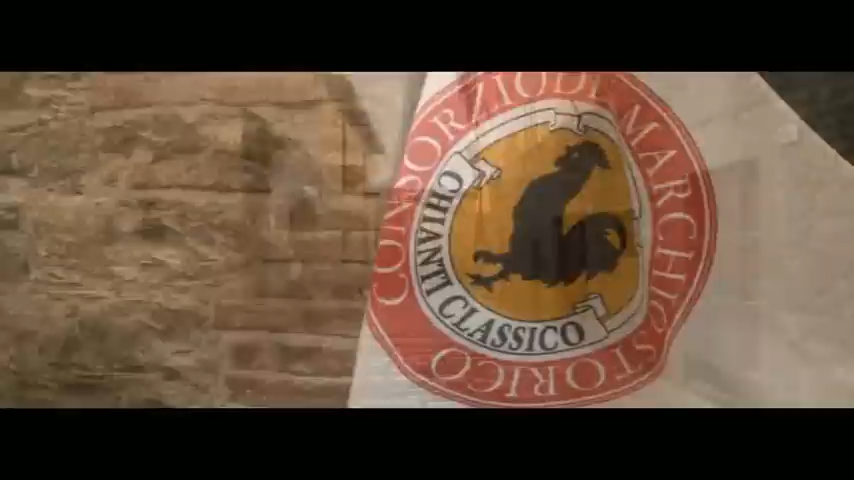 CONSORZIO DEL MARCHIO STORICO
CHIANTI CLASSICO